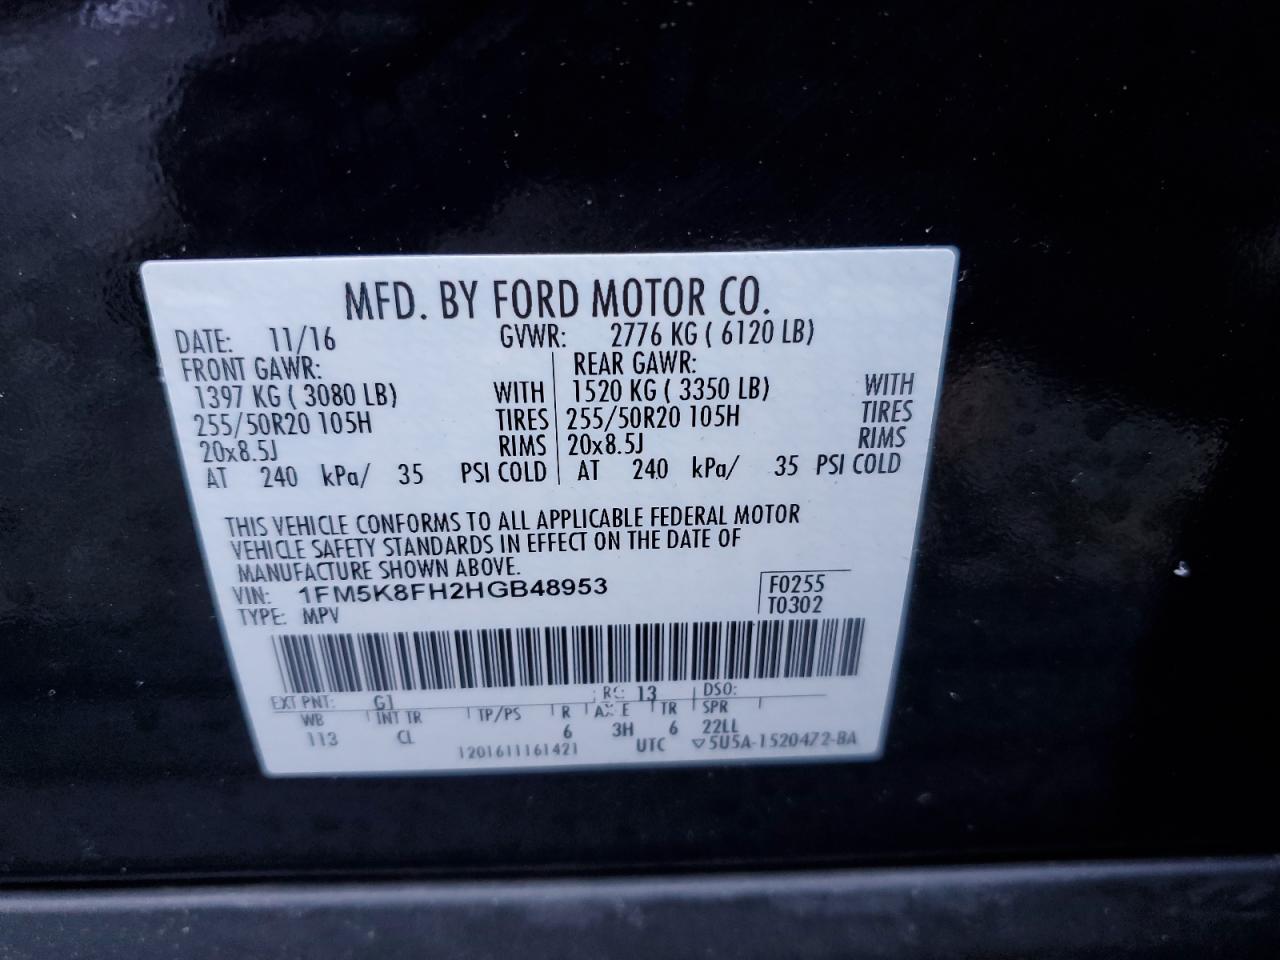 MFD. BY FORD MOTOR CO.
DATE: 11/16 GVWR: 2776 KG ( 6120 LB)
FRONT GAWR: REAR GAWR:
1397 KG ( 3080 LB) WITH 1520 KG ( 3350 LB) WITH
255/50R20 105H TIRES 255/50R20 105H TIRES
20x8.5J RIMS 20x8.5J RIMS
AT 240 kPa/ 35 PSI COLD AT 240 kPa/ 35 PSI COLD
THIS VEHICLE CONFORMS TO ALL APPLICABLE FEDERAL MOTOR
VEHICLE SAFETY STANDARDS IN EFFECT ON THE DATE OF
MANUFACTURE SHOWN ABOVE.
VIN: 1FM5K8FH2HGB48953 F0255
TYPE: MPV T0302
EXT PNT: G1 13 DSO:
WB INT TR TP/PS R TR SPR
113 CL 6 3H 6 22LL
1201611161421 UTC ▽5U5A-1520472-BA